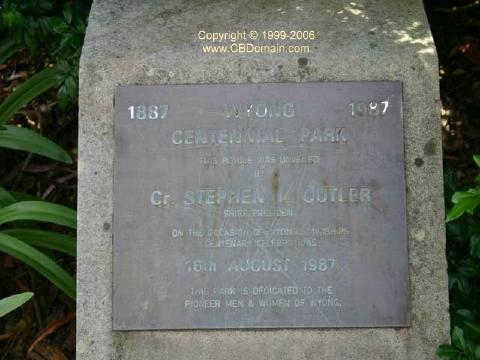 Copyright © 1999-2006
www.CBDomain.com
1887 WYONG 1987
CENTENNIAL PARK
THIS PLAQUE WAS UNVEILED
BY
Cr. STEPHEN L. CUTLER
SHIRE PRESIDENT
ON THE OCCASION OF WYONG TOWNSHIPS
CENTENARY CELEBRATIONS
16th AUGUST 1987
THIS PARK IS DEDICATED TO THE
PIONEER MEN & WOMEN OF WYONG.